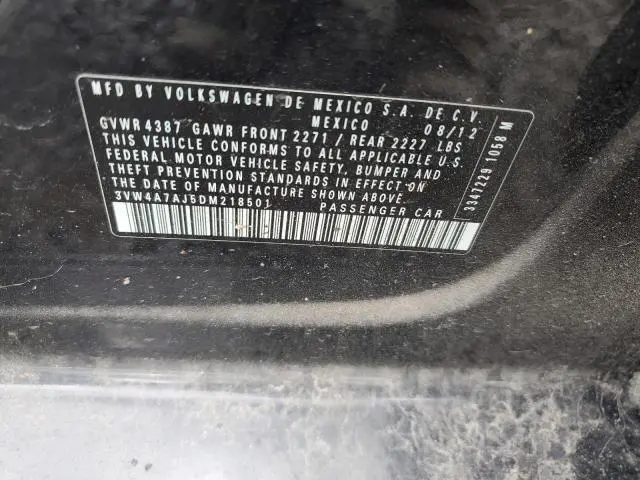 MFD BY VOLKSWAGEN DE MEXICO S.A. DE C.V.
MEXICO 08/12
GVWR 4387 GAWR FRONT 2271 / REAR 2227 LBS
THIS VEHICLE CONFORMS TO ALL APPLICABLE U.S.
FEDERAL MOTOR VEHICLE SAFETY, BUMPER AND
THEFT PREVENTION STANDARDS IN EFFECT ON
THE DATE OF MANUFACTURE SHOWN ABOVE.
3VW4A7AJ5DM218501 PASSENGER CAR
3347229 1058 M